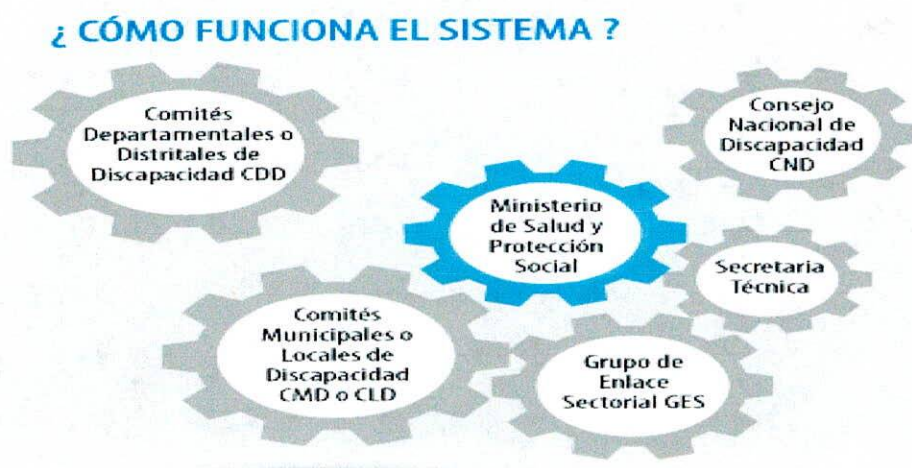 ¿ CÓMO FUNCIONA EL SISTEMA ?
Comités
Departamentales o
Distritales de
Discapacidad CDD
Consejo
Nacional de
Discapacidad
CND
Ministerio
de Salud y
Protección
Social
Secretaria
Técnica
Comités
Municipales o
Locales de
Discapacidad
CMD o CLD
Grupo de
Enlace
Sectorial GES